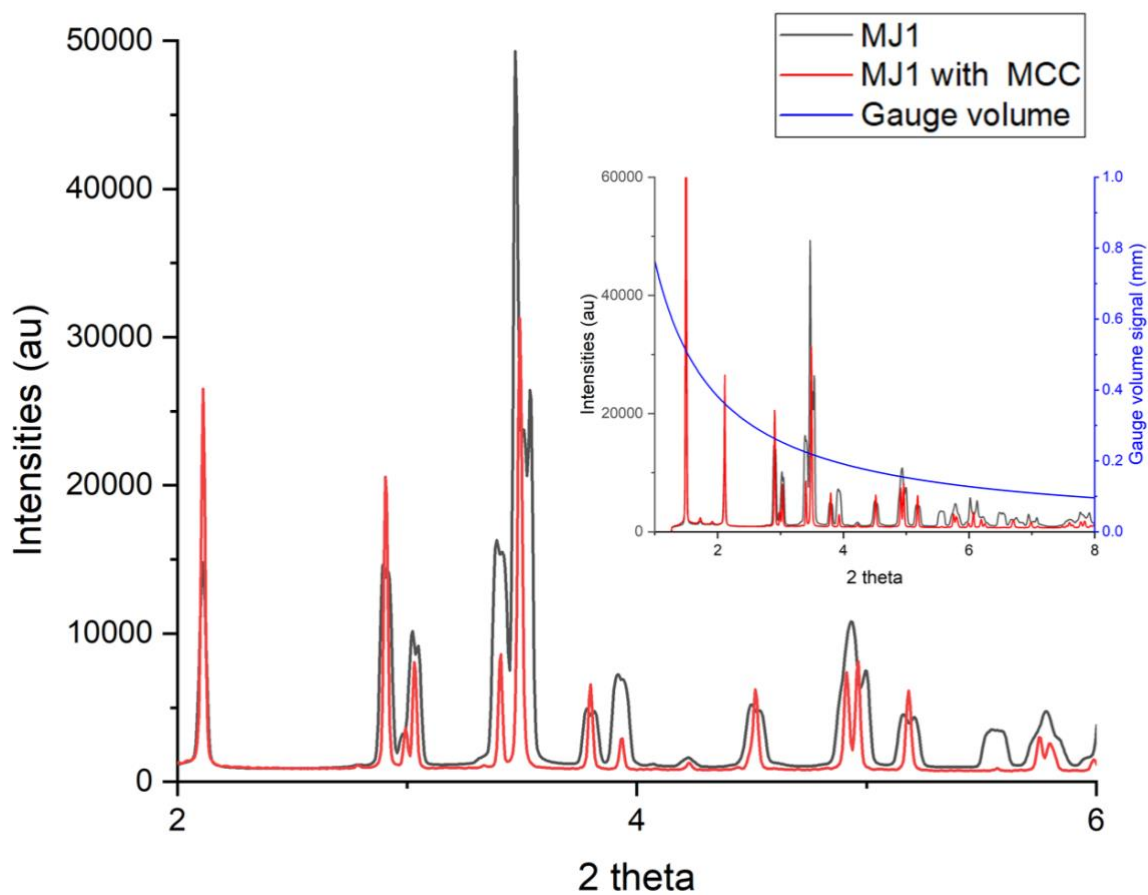 MJ1
MJ1 with MCC
Gauge volume
50000
40000
30000
20000
10000
0
Intensities (au)
2
4
6
2 theta
60000
40000
20000
0
Intensities (au)
1.0
0.8
0.6
0.4
0.2
0.0
Gauge volume signal (mm)
2
4
6
8
2 theta